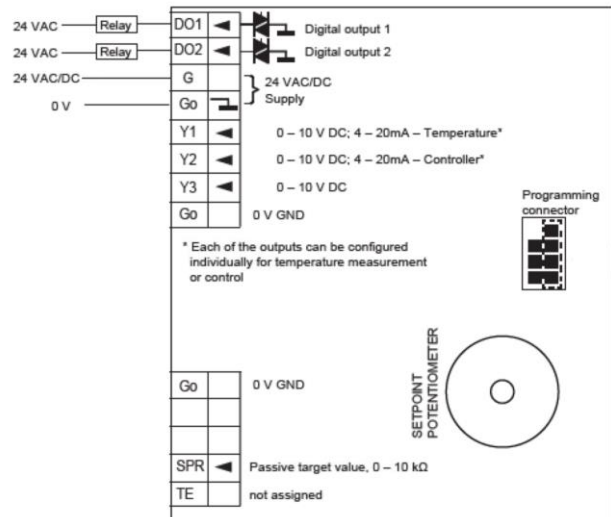 24 VAC Relay DO1 Digital output 1
24 VAC Relay DO2 Digital output 2
24 VAC/DC G 24 VAC/DC
Supply
0 V Go
Y1 0 – 10 V DC; 4 – 20mA – Temperature*
Y2 0 – 10 V DC; 4 – 20mA – Controller*
Y3 0 – 10 V DC
Go 0 V GND
Programming
connector
* Each of the outputs can be configured
individually for temperature measurement
or control
SETPOINT
POTENTIOMETER
Go 0 V GND
SPR Passive target value, 0 – 10 kΩ
TE not assigned